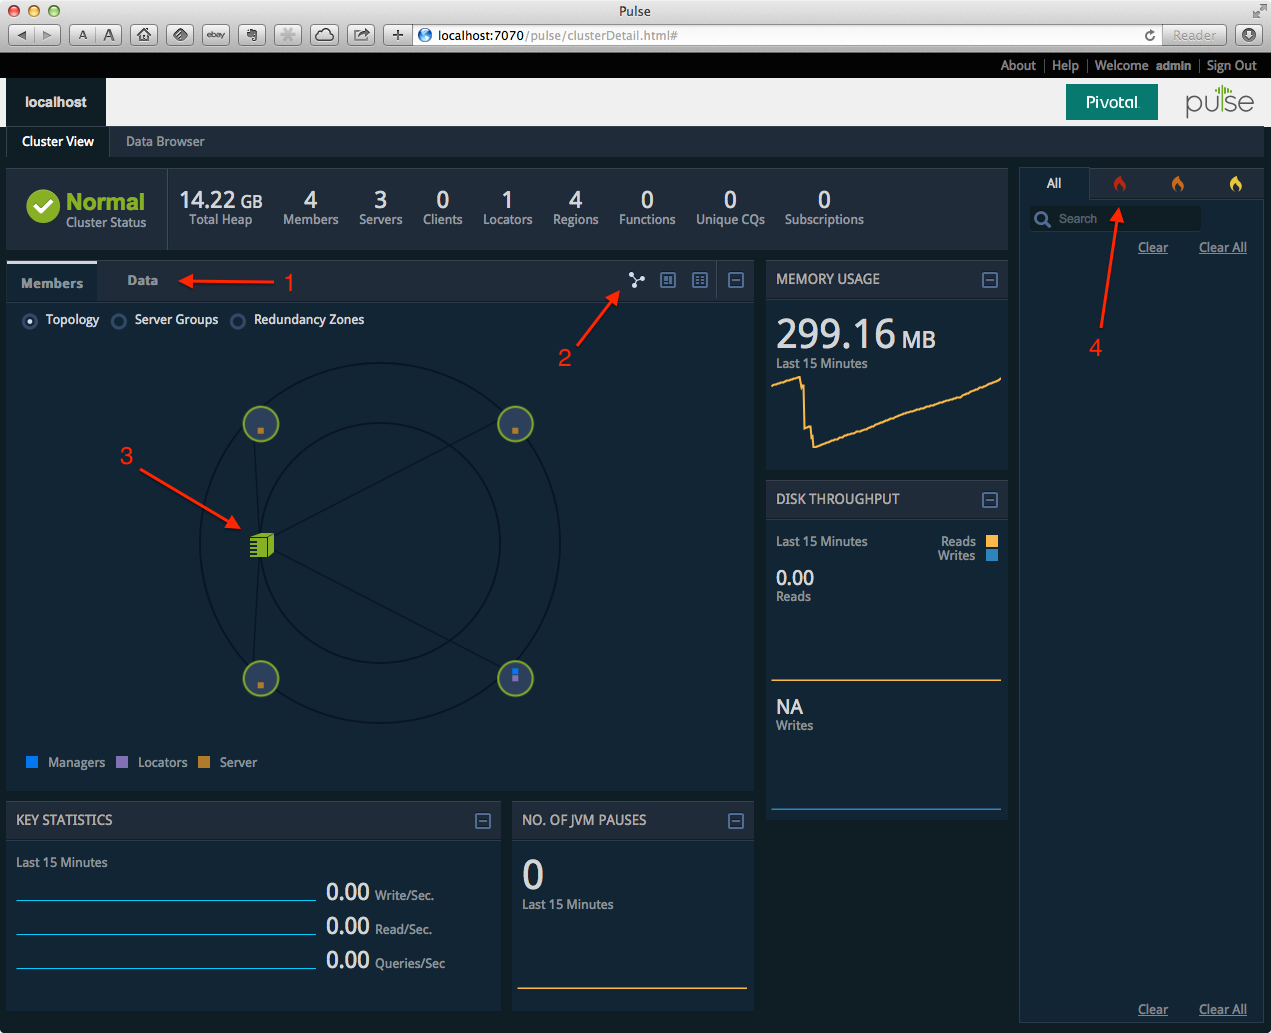 Pulse
A A ebay + localhost:7070/pulse/clusterDetail.html# Reader
About Help Welcome admin Sign Out
localhost Pivotal pulse
Cluster View Data Browser
Normal
Cluster Status
14.22 GB 4 3 0 1 4 0 0 0
Total Heap Members Servers Clients Locators Regions Functions Unique CQs Subscriptions
All
Search
Clear Clear All
Members Data 1
2
Topology Server Groups Redundancy Zones
3
Managers Locators Server
MEMORY USAGE
299.16 MB
Last 15 Minutes
4
DISK THROUGHPUT
Last 15 Minutes Reads
Writes
0.00
Reads
NA
Writes
KEY STATISTICS
Last 15 Minutes
0.00 Write/Sec.
0.00 Read/Sec.
0.00 Queries/Sec
NO. OF JVM PAUSES
0
Last 15 Minutes
Clear Clear All